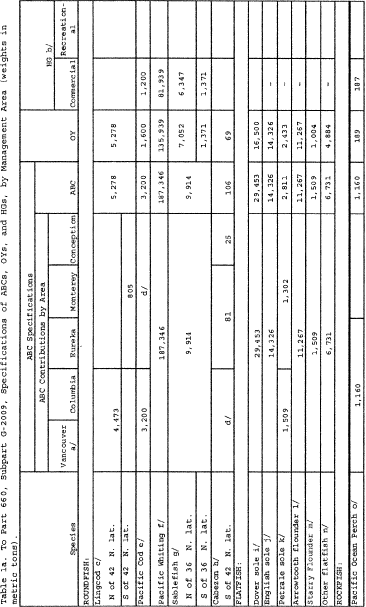 Table 1a. To Part 660, Subpart G-2009, Specifications of ABCs, OYs, and HGs, by Management Area (weights in
metric tons).
ABC Specifications
HG b/
ABC Contributions by Area
Species
Vancouver a/
Columbia
Eureka
Monterey
Conception
ABC
OY
Commercial
Recreation-al
ROUNDFISH:
Lingcod c/
N of 42 N. lat. 4,473 5,278 5,278
S of 42 N. lat. 805
Pacific Cod e/ 3,200 d/ 3,200 1,600 1,200
Pacific Whiting f/ 187,346 187,346 135,939 81,939
Sablefish g/
N of 36 N. lat. 9,914 9,914 7,052 6,347
S of 36 N. lat. 1,371 1,371
Cabezon h/
S of 42 N. lat. d/ 81 25 106 69
FLATFISH:
Dover sole i/ 29,453 29,453 16,500 -
English sole j/ 14,326 14,326 14,326 -
Petrale sole k/ 1,509 1,302 2,811 2,433 -
Arrowtooth flounder l/ 11,267 11,267 11,267 -
Starry Flounder m/ 1,509 1,509 1,004 -
Other flatfish n/ 6,731 6,731 4,884 -
ROCKFISH:
Pacific Ocean Perch o/ 1,160 1,160 189 187